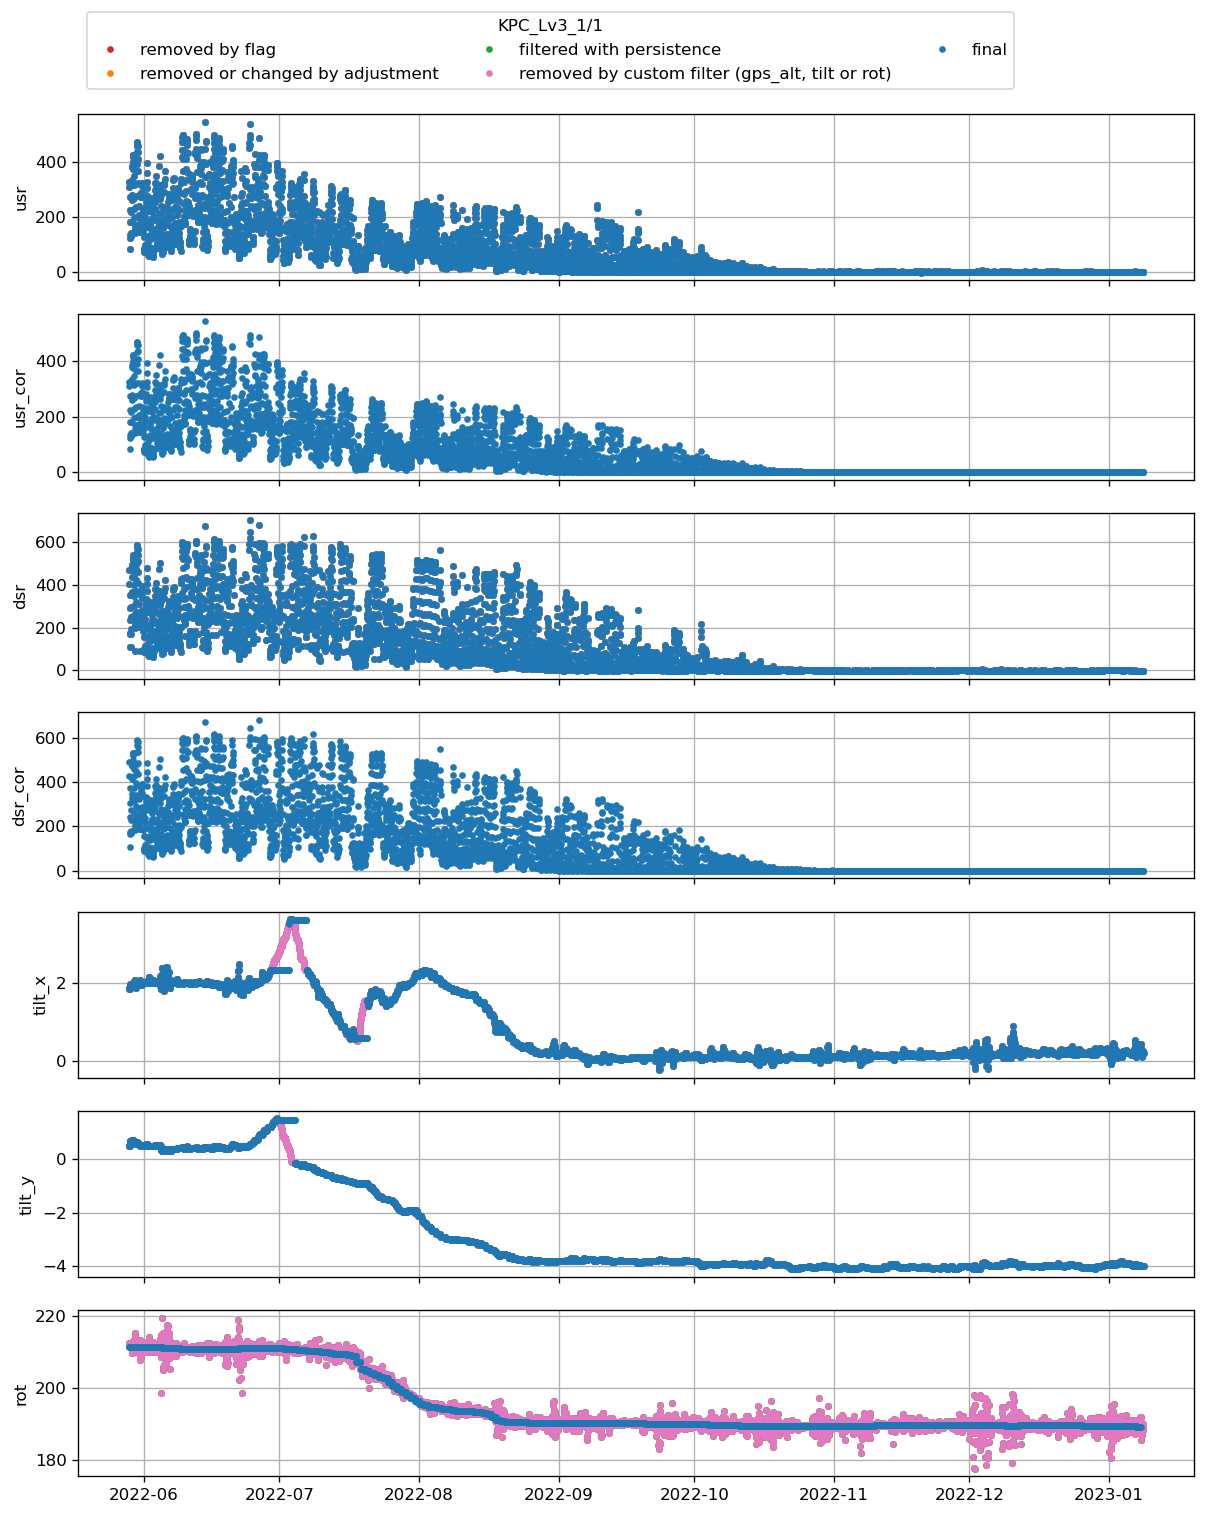 KPC_Lv3_1/1
removed by flag
filtered with persistence
final
removed or changed by adjustment
removed by custom filter (gps_alt, tilt or rot)
usr
400
200
0
usr_cor
400
200
0
dsr
600
400
200
0
dsr_cor
600
400
200
0
tilt_x
2
0
tilt_y
0
−2
−4
rot
220
200
180
2022-06 2022-07 2022-08 2022-09 2022-10 2022-11 2022-12 2023-01